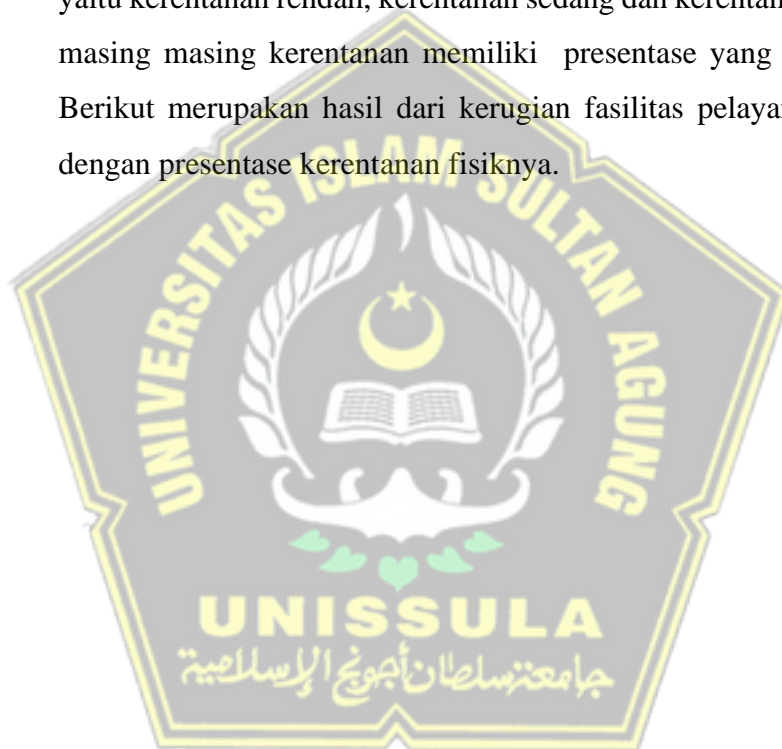 yaitu kerentanan rendah, kerentanan sedang dan kerentan
masing masing kerentanan memiliki presentase yang
Berikut merupakan hasil dari kerugian fasilitas pelayan
dengan presentase kerentanan fisiknya.
UNIVERSITAS ISLAM SULTAN AGUNG
UNISSULA
جامعة سلطان أجونج الإسلامية